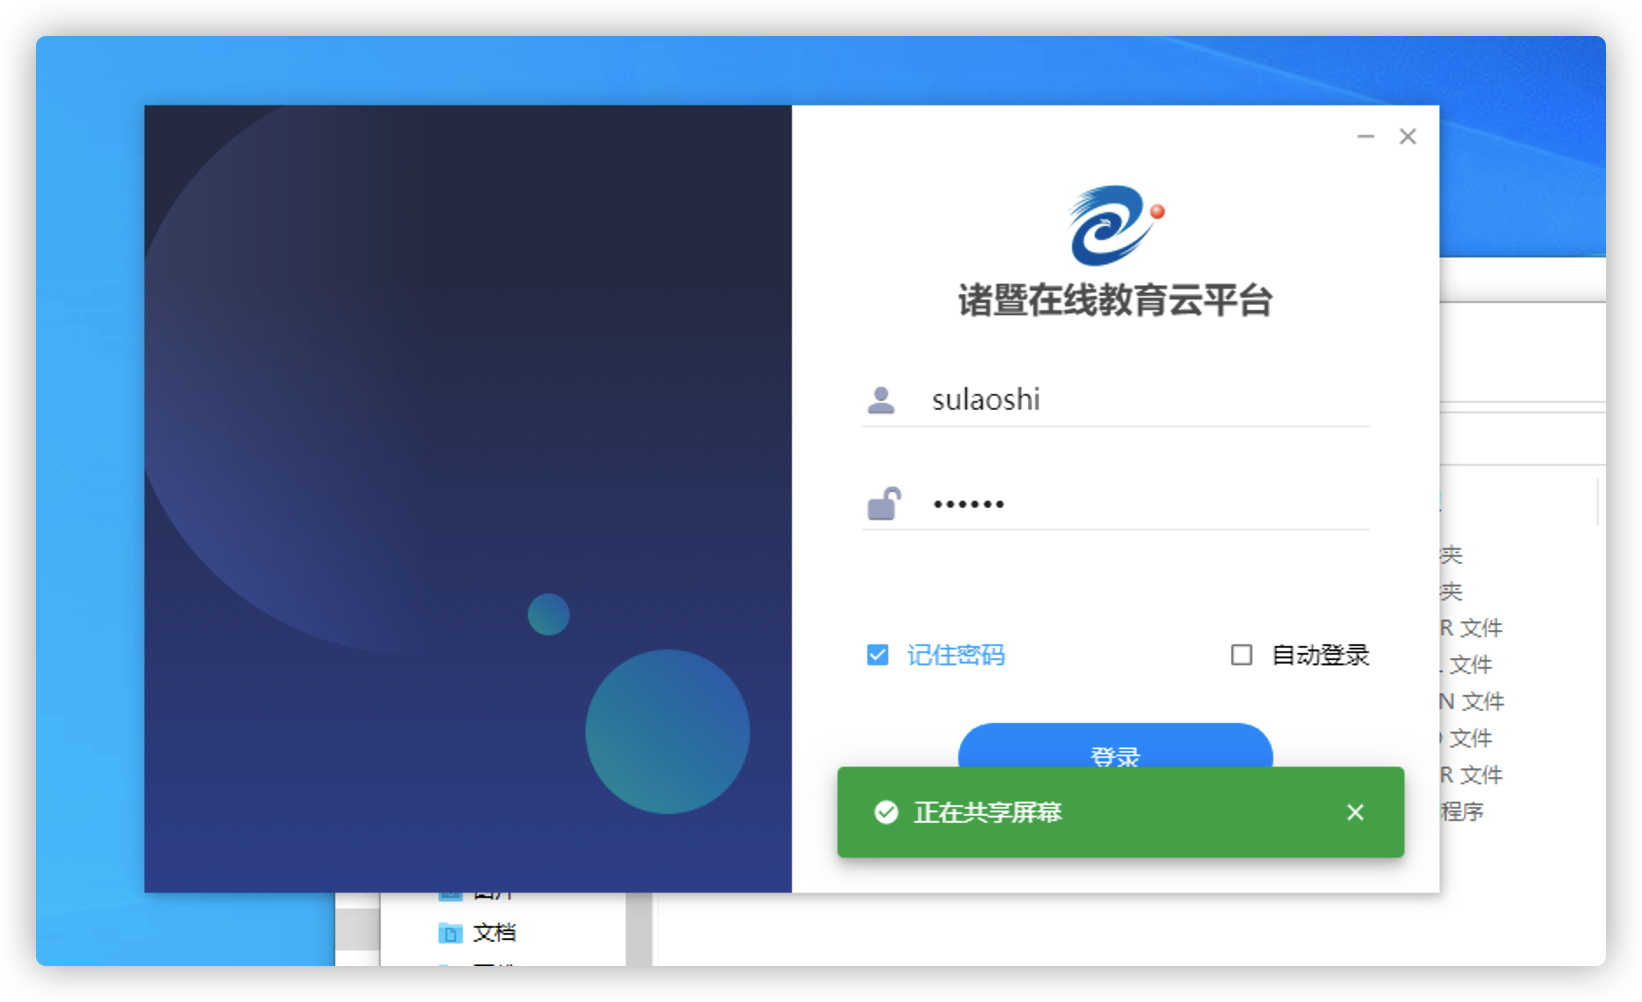 诸暨在线教育云平台
sulaoshi
••••••
记住密码
自动登录
登录
正在共享屏幕
夹
夹
R 文件
文件
N 文件
文件
R 文件
程序
图片
文档